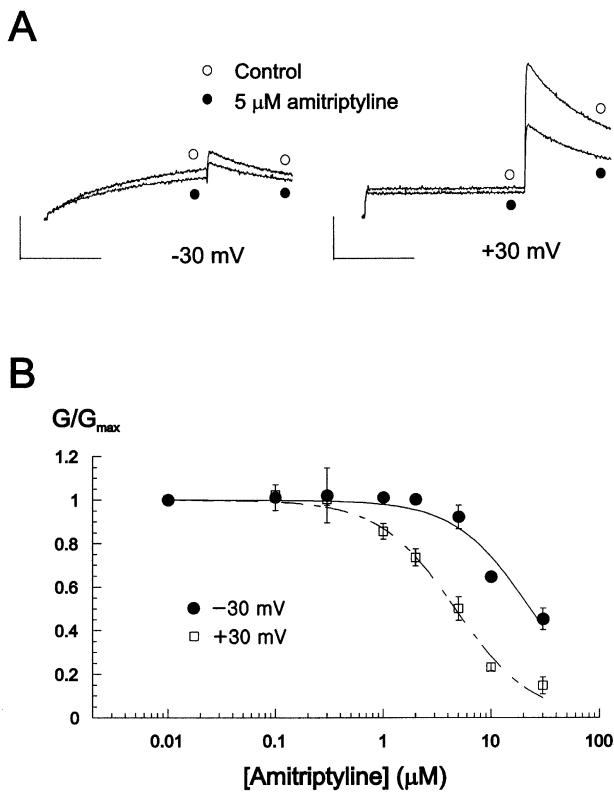 A
Control
5 μM amitriptyline
-30 mV
+30 mV
B
G/Gmax
1.2
1
0.8
0.6
0.4
0.2
0
−30 mV
+30 mV
0.01
0.1
1
10
100
[Amitriptyline] (μM)